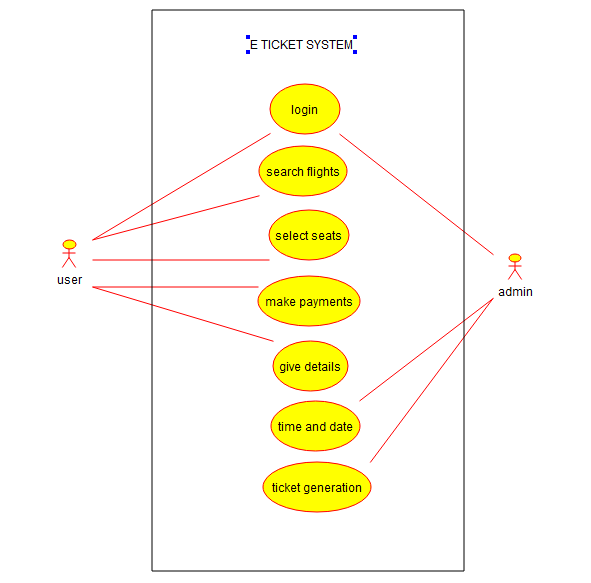 E TICKET SYSTEM
login
search flights
select seats
user
admin
make payments
give details
time and date
ticket generation